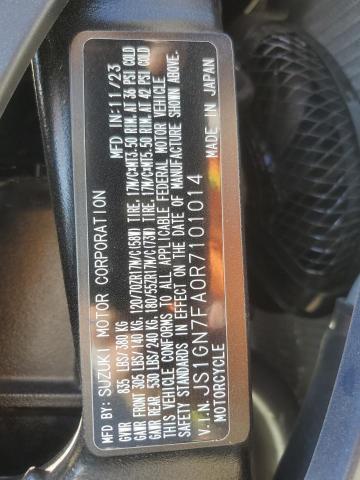 MFD BY: SUZUKI MOTOR CORPORATION MFD IN: 11/23
GVWR 835 LBS/ 380 KG
GAWR FRONT 305 LBS/ 140 KG, 120/70ZR17M/C(58W) TIRE, 17M/C×MT3.50 RIM, AT 36 PSI COLD
GAWR REAR 530 LBS/ 240 KG, 180/55ZR17M/C(73W) TIRE, 17M/C×MT5.50 RIM, AT 42 PSI COLD
THIS VEHICLE CONFORMS TO ALL APPLICABLE FEDERAL MOTOR VEHICLE
SAFETY STANDARDS IN EFFECT ON THE DATE OF MANUFACTURE SHOWN ABOVE.
V.I.N. JS1GN7FA0R7101014 MADE IN JAPAN
MOTORCYCLE